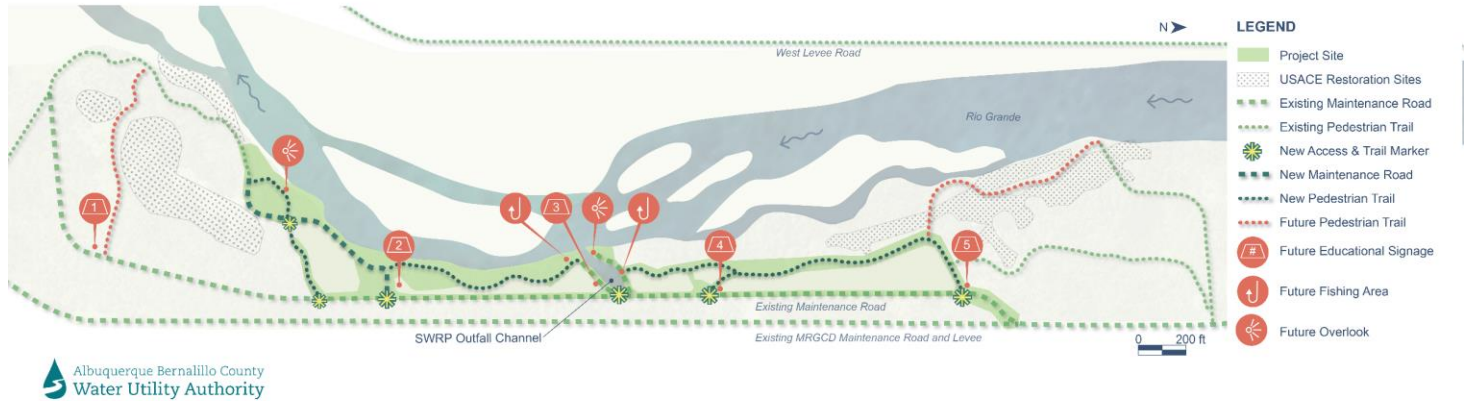 N
West Levee Road
Rio Grande
1
2
3
4
5
Existing Maintenance Road
SWRP Outfall Channel
Existing MRGCD Maintenance Road and Levee
0 200 ft
LEGEND
Project Site
USACE Restoration Sites
Existing Maintenance Road
Existing Pedestrian Trail
New Access & Trail Marker
New Maintenance Road
New Pedestrian Trail
Future Pedestrian Trail
# Future Educational Signage
Future Fishing Area
Future Overlook
Albuquerque Bernalillo County
Water Utility Authority